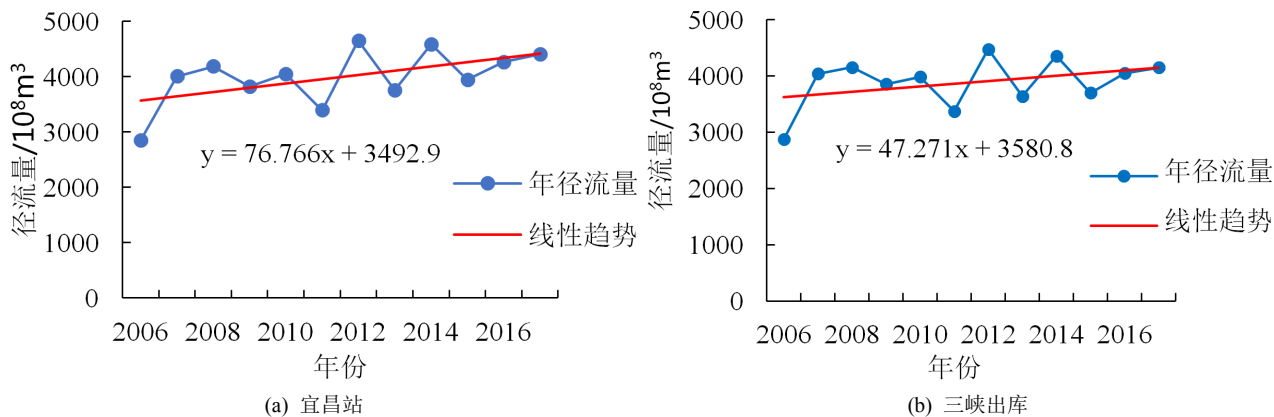 径流量/10⁸m³
5000
4000
3000
2000
1000
0
y = 76.766x + 3492.9
年径流量
线性趋势
2006 2008 2010 2012 2014 2016
年份
(a) 宜昌站
径流量/10⁸m³
5000
4000
3000
2000
1000
0
y = 47.271x + 3580.8
年径流量
线性趋势
2006 2008 2010 2012 2014 2016
年份
(b) 三峡出库